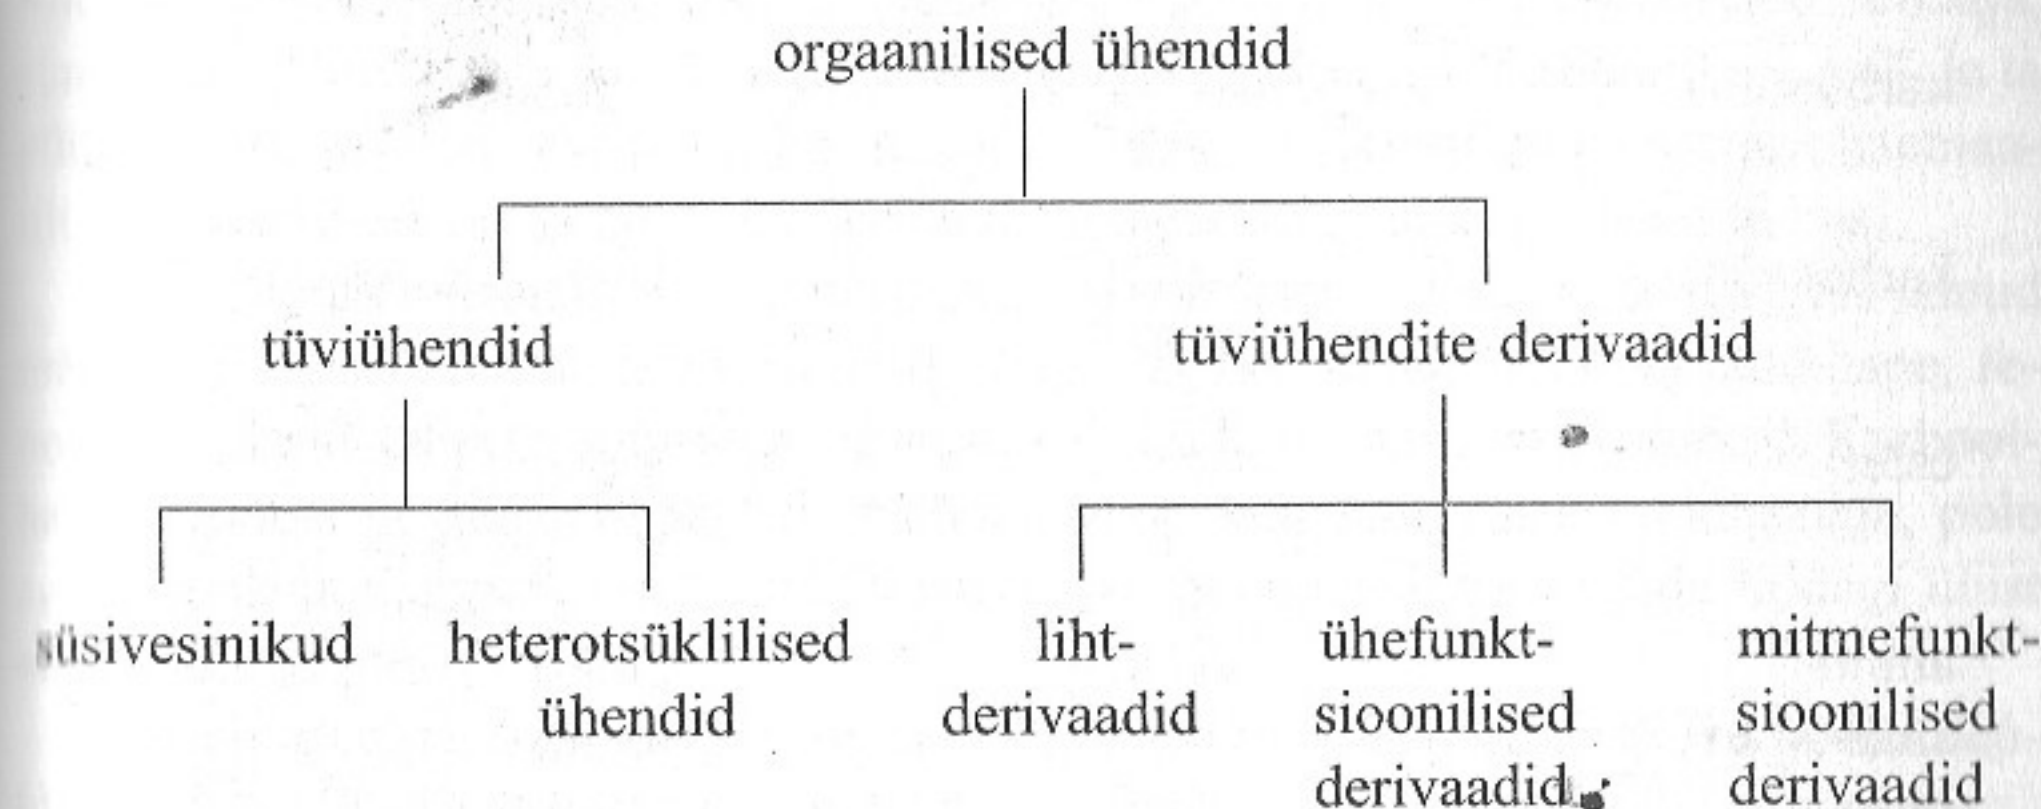 orgaanilised ühendid
tüviühendid
tüviühendite derivaadid
süsivesinikud
heterotsüklilised
ühendid
liht-
derivaadid
ühefunkt-
sioonilised
derivaadid
mitmefunkt-
sioonilised
derivaadid